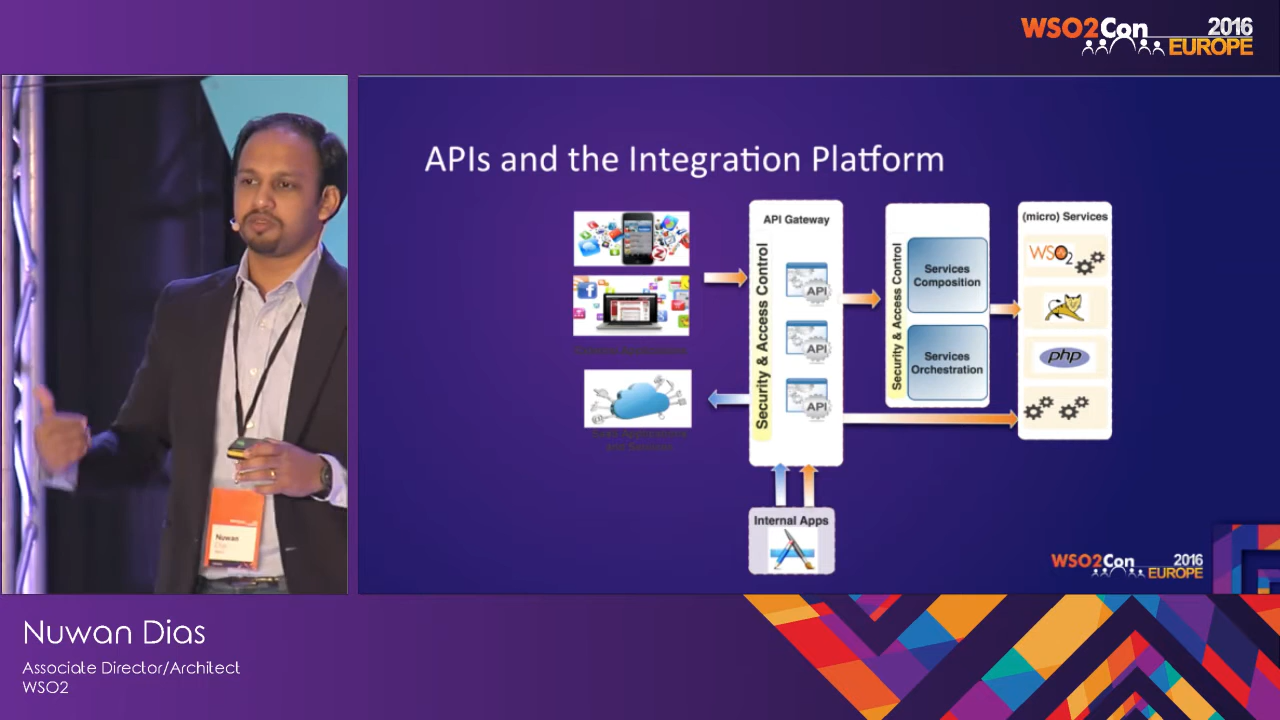 WSO2Con 2016
EUROPE
APIs and the Integration Platform
API Gateway
Security & Access Control
API
API
API
Security & Access Control
Services
Composition
Services
Orchestration
(micro) Services
WSO2
php
Internal Apps
WSO2Con 2016
EUROPE
Nuwan
Nuwan Dias
Associate Director/Architect
WSO2